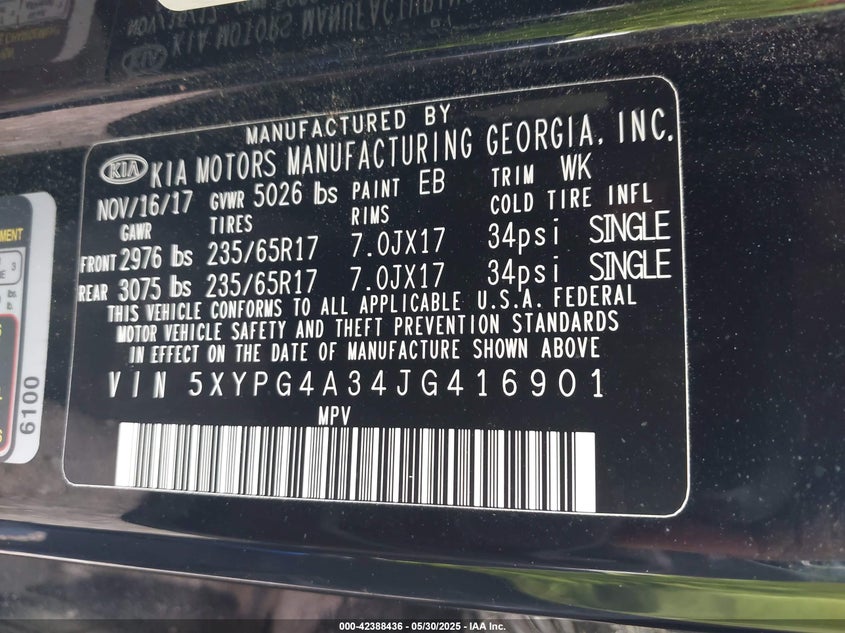 MANUFACTURED BY
KIA KIA MOTORS MANUFACTURING GEORGIA, INC.
NOV/16/17 GVWR 5026 lbs PAINT EB TRIM WK
GAWR TIRES RIMS COLD TIRE INFL
FRONT 2976 lbs 235/65R17 7.0JX17 34psi SINGLE
REAR 3075 lbs 235/65R17 7.0JX17 34psi SINGLE
THIS VEHICLE CONFORMS TO ALL APPLICABLE U.S.A. FEDERAL
MOTOR VEHICLE SAFETY AND THEFT PREVENTION STANDARDS
IN EFFECT ON THE DATE OF MANUFACTURE SHOWN ABOVE
VIN 5XYPG4A34JG416901
MPV
6100
000-42388436 - 05/30/2025 - IAA Inc.